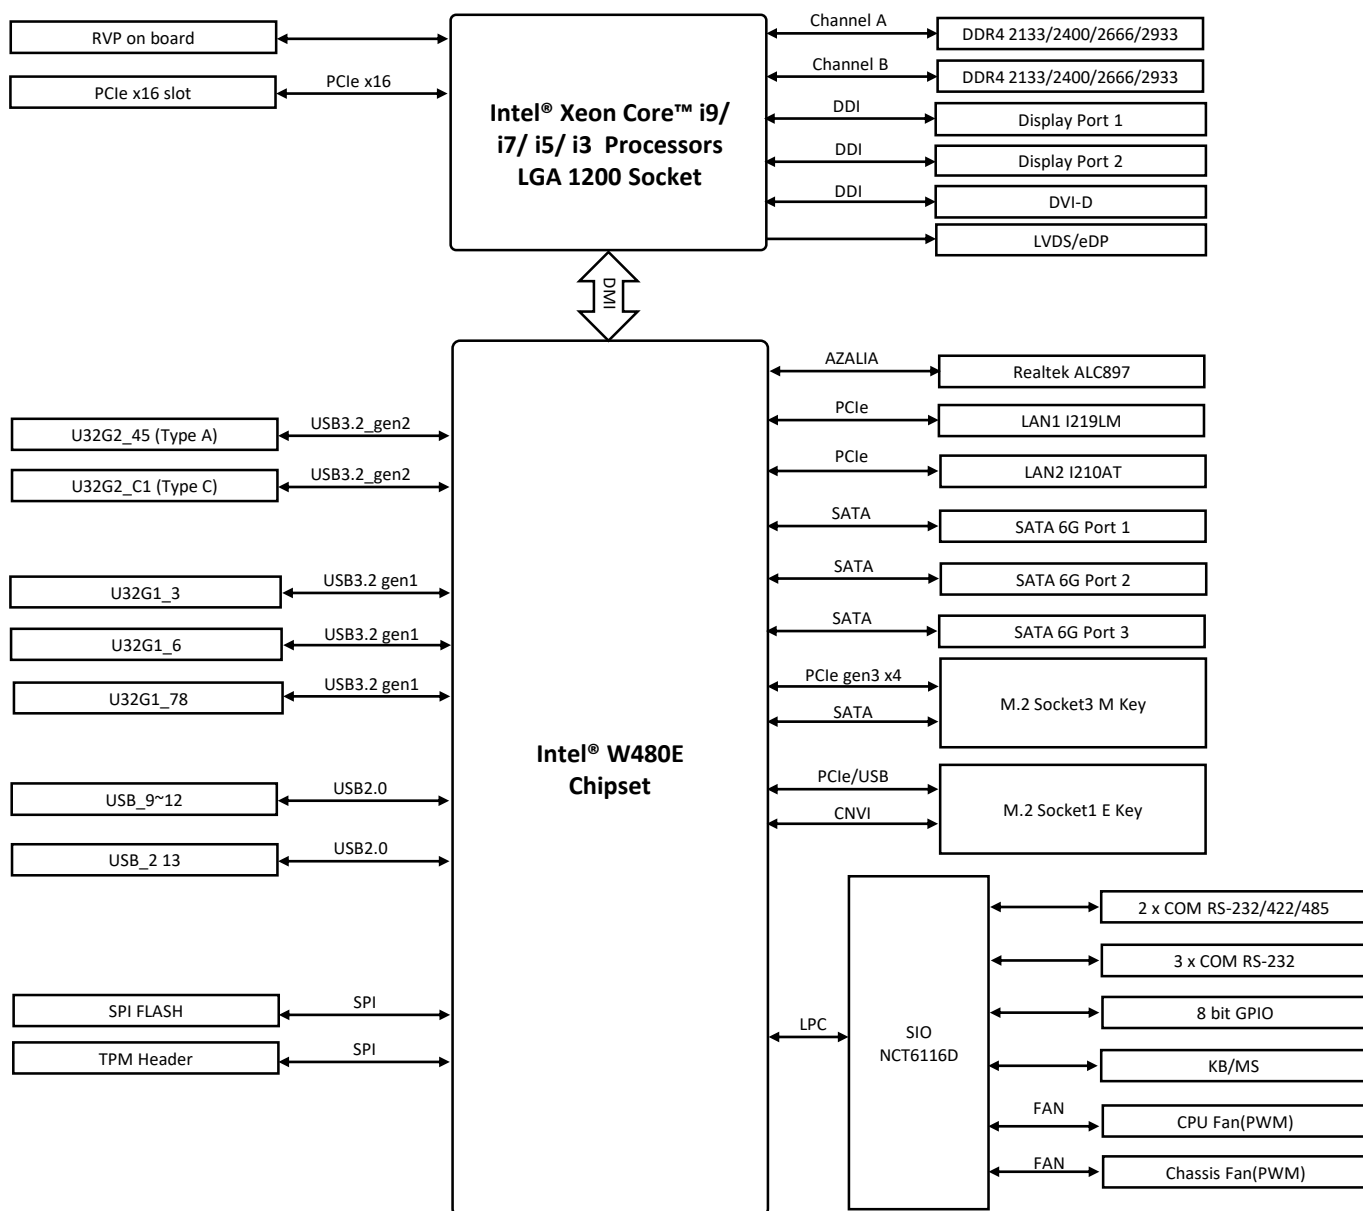 RVP on board
PCIe x16 slot
PCIe x16
Intel® Xeon Core™ i9/
i7/ i5/ i3 Processors
LGA 1200 Socket
Channel A
DDR4 2133/2400/2666/2933
Channel B
DDR4 2133/2400/2666/2933
DDI
Display Port 1
DDI
Display Port 2
DDI
DVI-D
LVDS/eDP
DMI
U32G2_45 (Type A)
USB3.2_gen2
U32G2_C1 (Type C)
USB3.2_gen2
U32G1_3
USB3.2 gen1
U32G1_6
USB3.2 gen1
U32G1_78
USB3.2 gen1
USB_9~12
USB2.0
USB_2 13
USB2.0
SPI FLASH
SPI
TPM Header
SPI
Intel® W480E
Chipset
AZALIA
Realtek ALC897
PCIe
LAN1 I219LM
PCIe
LAN2 I210AT
SATA
SATA 6G Port 1
SATA
SATA 6G Port 2
SATA
SATA 6G Port 3
PCIe gen3 x4
SATA
M.2 Socket3 M Key
PCIe/USB
CNVI
M.2 Socket1 E Key
LPC
SIO
NCT6116D
2 x COM RS-232/422/485
3 x COM RS-232
8 bit GPIO
KB/MS
FAN
CPU Fan(PWM)
FAN
Chassis Fan(PWM)